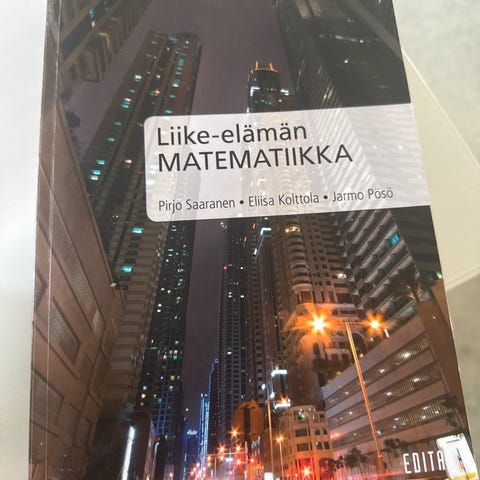 Liike-elämän
MATEMATIIKKA
Pirjo Saaranen • Eliisa Kolttola • Jarmo Pösö
EDITA